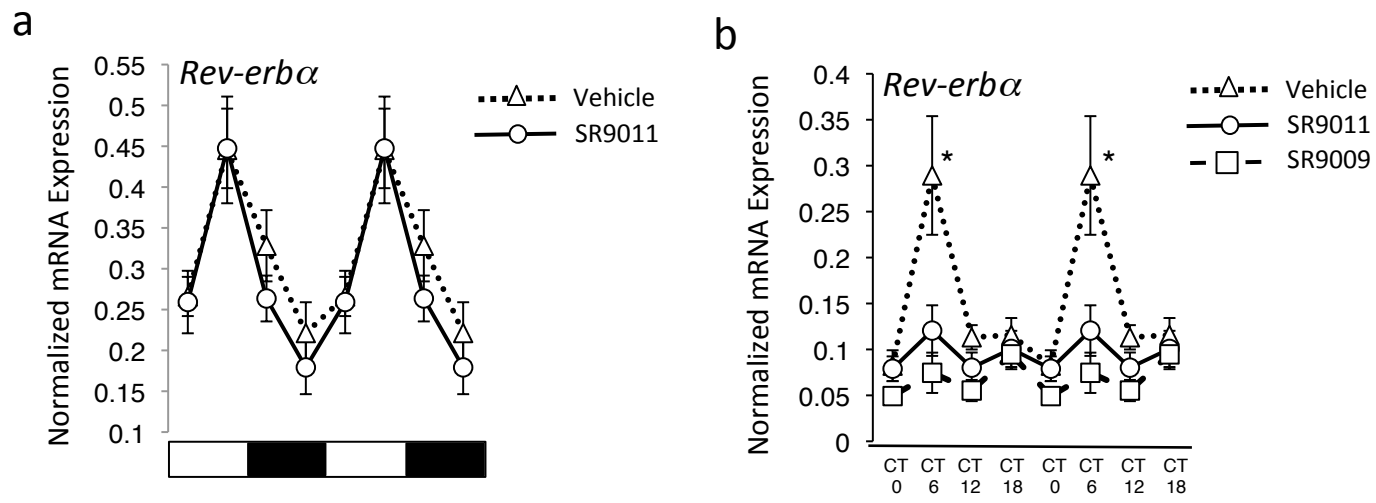 a
Normalized mRNA Expression
0.55
0.5
0.45
0.4
0.35
0.3
0.25
0.2
0.15
0.1
Rev-erbα
Vehicle
SR9011
b
Normalized mRNA Expression
0.4
0.35
0.3
0.25
0.2
0.15
0.1
0.05
0
Rev-erbα
* *
Vehicle
SR9011
SR9009
CT CT CT CT CT CT CT CT
0 6 12 18 0 6 12 18